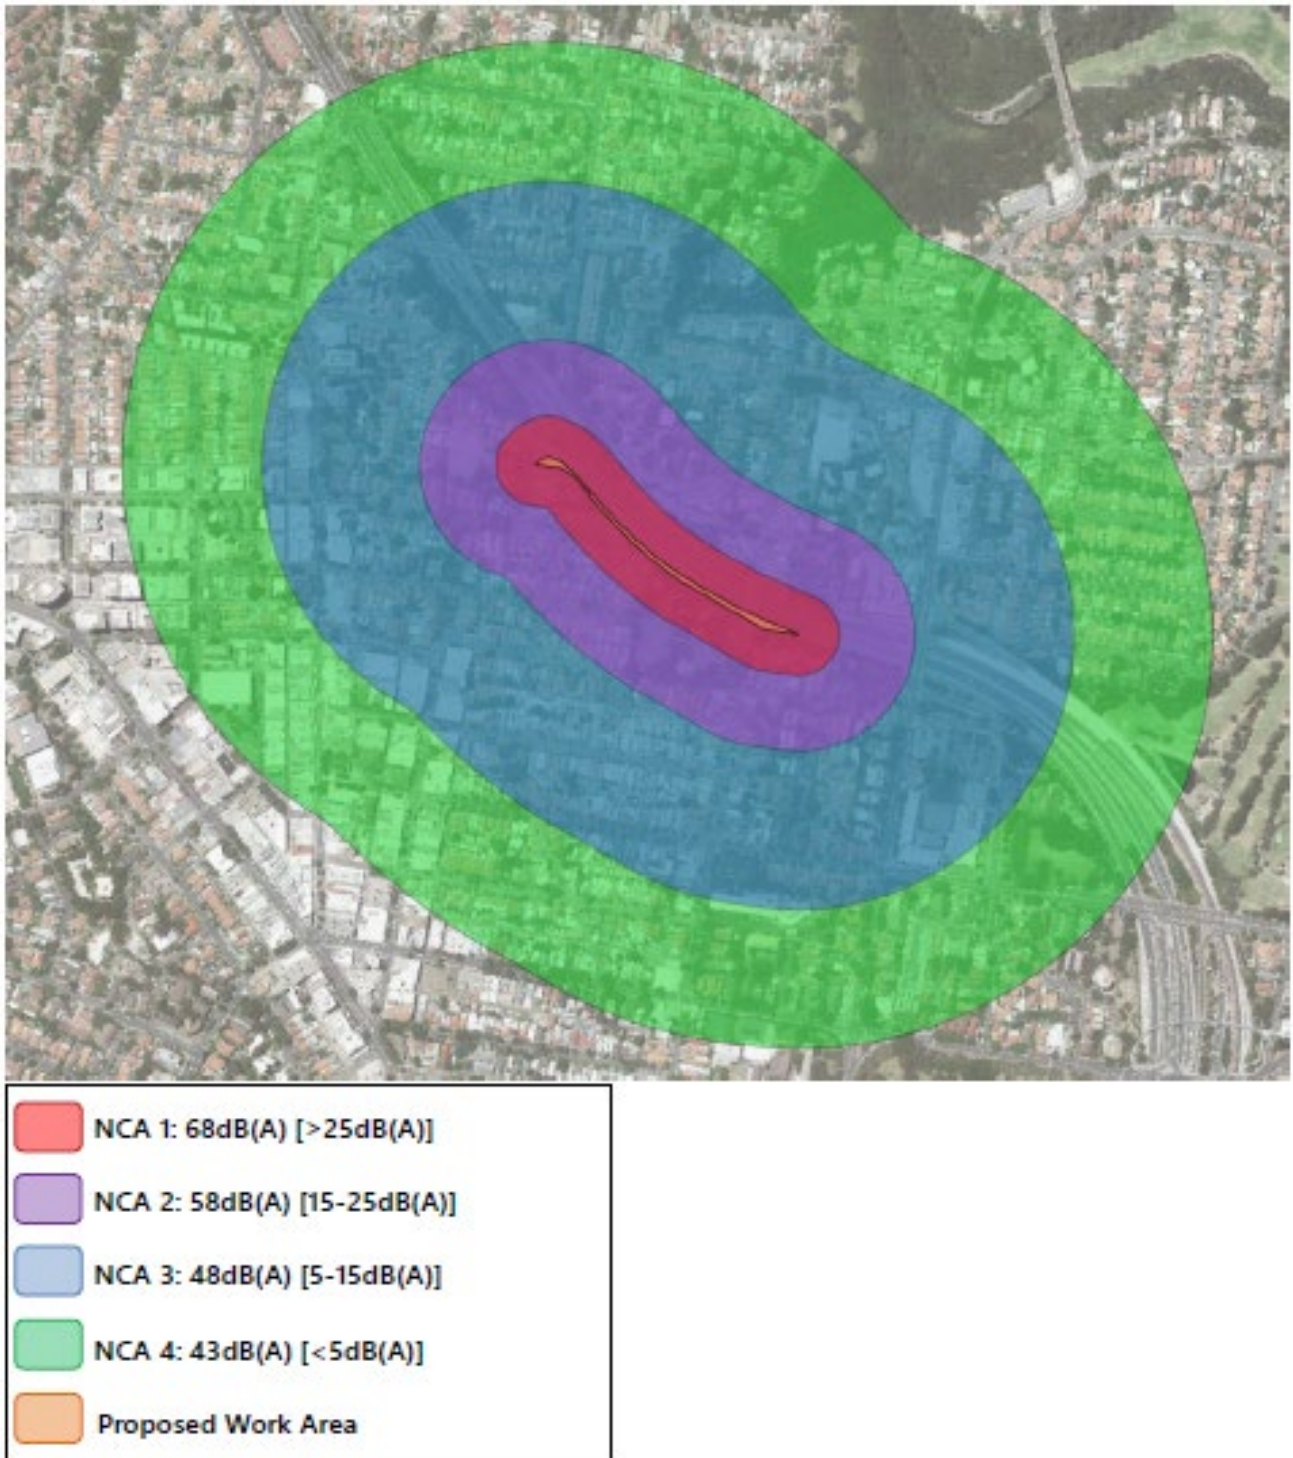 NCA 1: 68dB(A) [>25dB(A)]
NCA 2: 58dB(A) [15-25dB(A)]
NCA 3: 48dB(A) [5-15dB(A)]
NCA 4: 43dB(A) [<5dB(A)]
Proposed Work Area